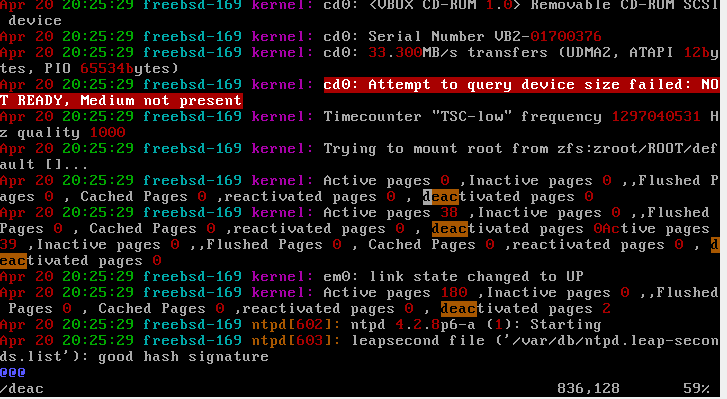 Apr 20 20:25:29 freebsd-169 kernel: cd0: <VBOX CD-ROM 1.0> Removable CD-ROM SCSI
 device
Apr 20 20:25:29 freebsd-169 kernel: cd0: Serial Number VB2-01700376
Apr 20 20:25:29 freebsd-169 kernel: cd0: 33.300MB/s transfers (UDMA2, ATAPI 12by
tes, PIO 65534bytes)
Apr 20 20:25:29 freebsd-169 kernel: cd0: Attempt to query device size failed: NO
T READY, Medium not present
Apr 20 20:25:29 freebsd-169 kernel: Timecounter "TSC-low" frequency 1297040531 H
z quality 1000
Apr 20 20:25:29 freebsd-169 kernel: Trying to mount root from zfs:zroot/ROOT/def
ault []...
Apr 20 20:25:29 freebsd-169 kernel: Active pages 0 ,Inactive pages 0 ,,Flushed P
ages 0 , Cached Pages 0 ,reactivated pages 0 , deactivated pages 0
Apr 20 20:25:29 freebsd-169 kernel: Active pages 38 ,Inactive pages 0 ,,Flushed
Pages 0 , Cached Pages 0 ,reactivated pages 0 , deactivated pages 0Active pages
39 ,Inactive pages 0 ,,Flushed Pages 0 , Cached Pages 0 ,reactivated pages 0 , d
eactivated pages 0
Apr 20 20:25:29 freebsd-169 kernel: em0: link state changed to UP
Apr 20 20:25:29 freebsd-169 kernel: Active pages 180 ,Inactive pages 0 ,,Flushed
 Pages 0 , Cached Pages 0 ,reactivated pages 0 , deactivated pages 2
Apr 20 20:25:29 freebsd-169 ntpd[602]: ntpd 4.2.8p6-a (1): Starting
Apr 20 20:25:29 freebsd-169 ntpd[603]: leapsecond file ('/var/db/ntpd.leap-secon
ds.list'): good hash signature
@@@
/deac 836,128 59%